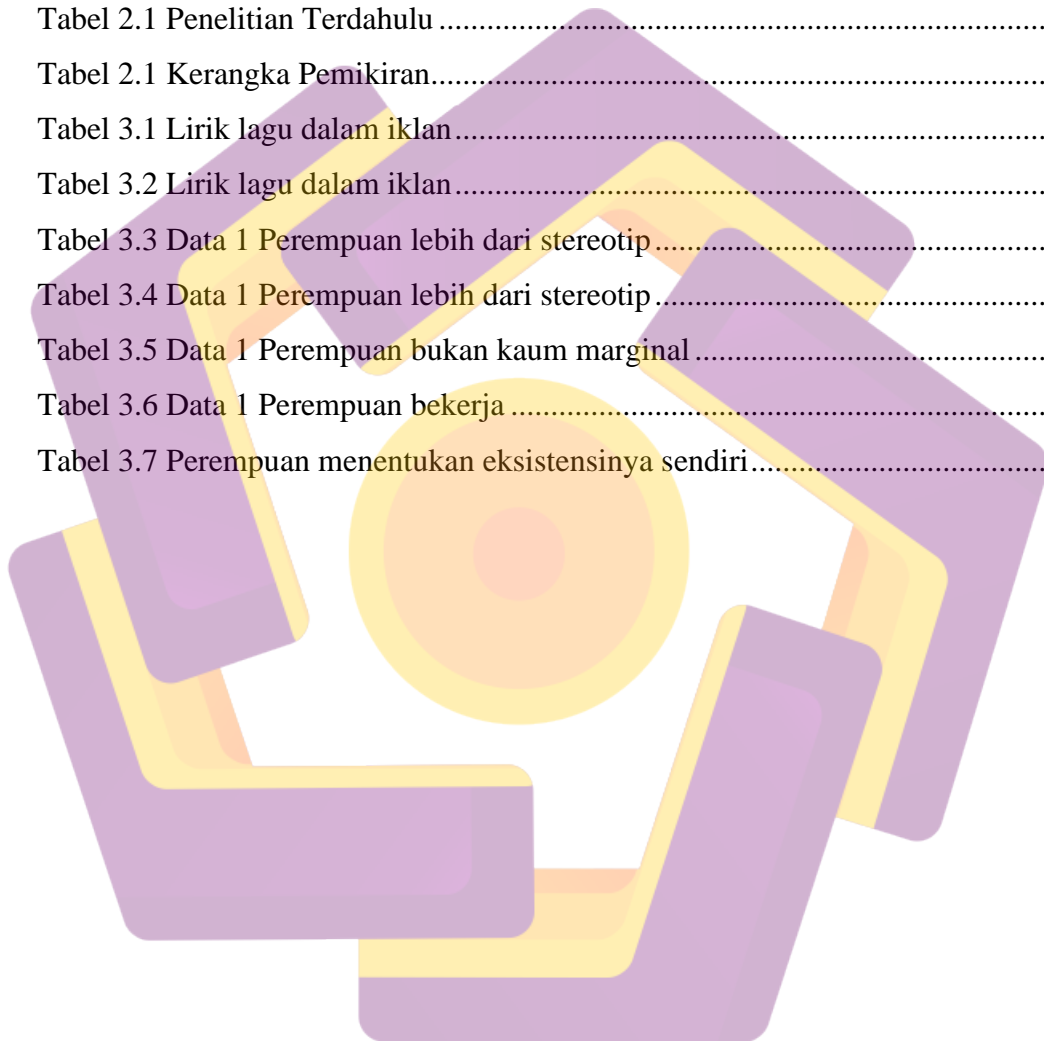 Tabel 2.1 Penelitian Terdahulu
Tabel 2.1 Kerangka Pemikiran
Tabel 3.1 Lirik lagu dalam iklan
Tabel 3.2 Lirik lagu dalam iklan
Tabel 3.3 Data 1 Perempuan lebih dari stereotip
Tabel 3.4 Data 1 Perempuan lebih dari stereotip
Tabel 3.5 Data 1 Perempuan bukan kaum marginal
Tabel 3.6 Data 1 Perempuan bekerja
Tabel 3.7 Perempuan menentukan eksistensinya sendiri